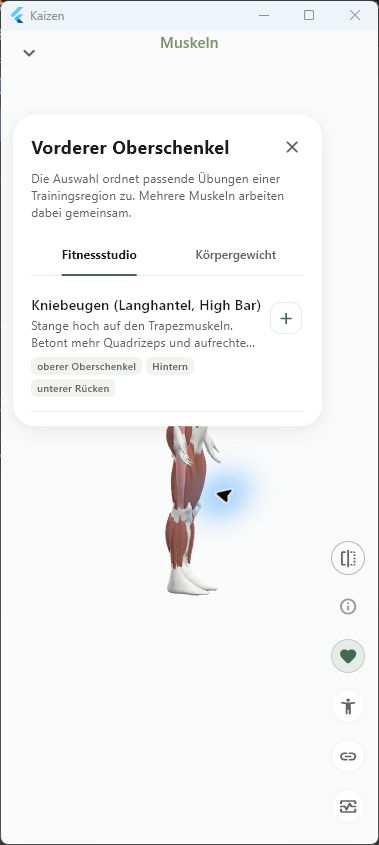 Kaizen
Muskeln
Vorderer Oberschenkel
Die Auswahl ordnet passende Übungen einer
Trainingsregion zu. Mehrere Muskeln arbeiten
dabei gemeinsam.
Fitnessstudio
Körpergewicht
Kniebeugen (Langhantel, High Bar)
Stange hoch auf den Trapezmuskeln.
Betont mehr Quadrizeps und aufrechte...
oberer Oberschenkel
Hintern
unterer Rücken